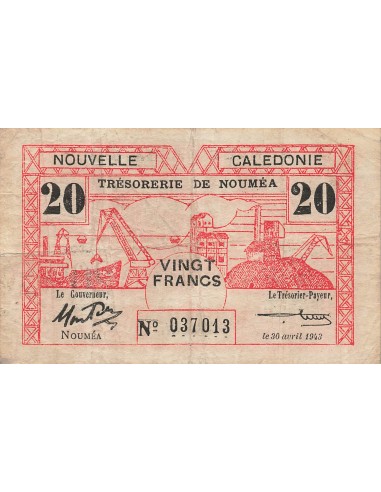 NOUVELLE CALEDONIE
TRÉSORERIE DE NOUMÉA
20 20
VINGT
FRANCS
Le Gouverneur, Le Trésorier-Payeur,
No 037013
NOUMÉA le 30 avril 1943